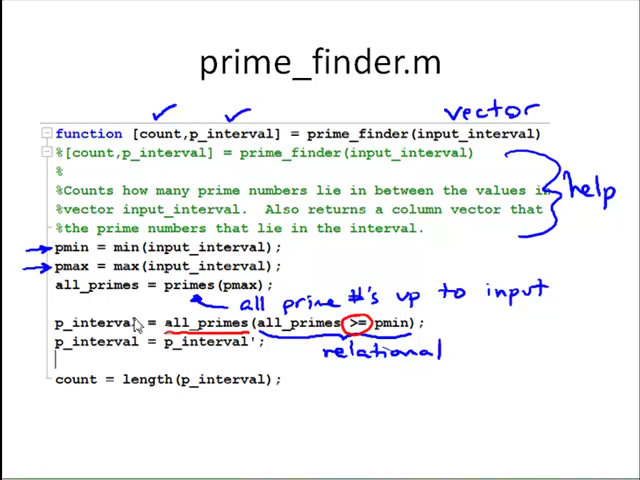 prime_finder.m
vector
function [count,p_interval] = prime_finder(input_interval)
%[count,p_interval] = prime_finder(input_interval)
%
%Counts how many prime numbers lie in between the values in
%vector input_interval.  Also returns a column vector that
%the prime numbers that lie in the interval.
help
pmin = min(input_interval);
pmax = max(input_interval);
all_primes = primes(pmax);
all prime #'s up to input
p_interval = all_primes(all_primes >= pmin);
p_interval = p_interval';
relational
count = length(p_interval);